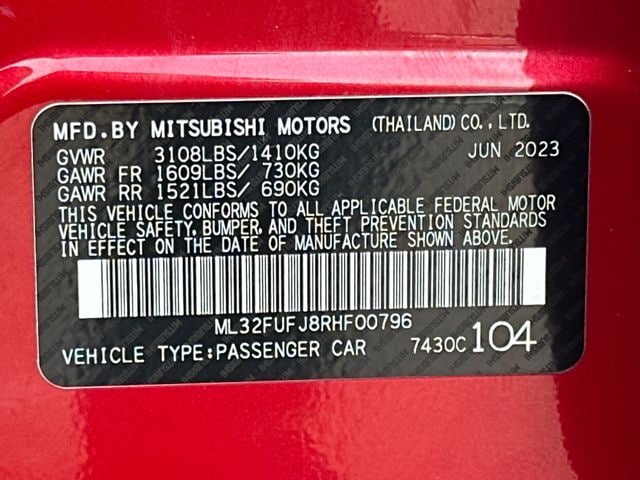 MFD.BY MITSUBISHI MOTORS (THAILAND) CO., LTD.
GVWR 3108LBS/1410KG JUN 2023
GAWR FR 1609LBS/ 730KG
GAWR RR 1521LBS/ 690KG
THIS VEHICLE CONFORMS TO ALL APPLICABLE FEDERAL MOTOR
VEHICLE SAFETY, BUMPER, AND THEFT PREVENTION STANDARDS
IN EFFECT ON THE DATE OF MANUFACTURE SHOWN ABOVE.
ML32FUFJ8RHF00796
VEHICLE TYPE:PASSENGER CAR 7430C 104